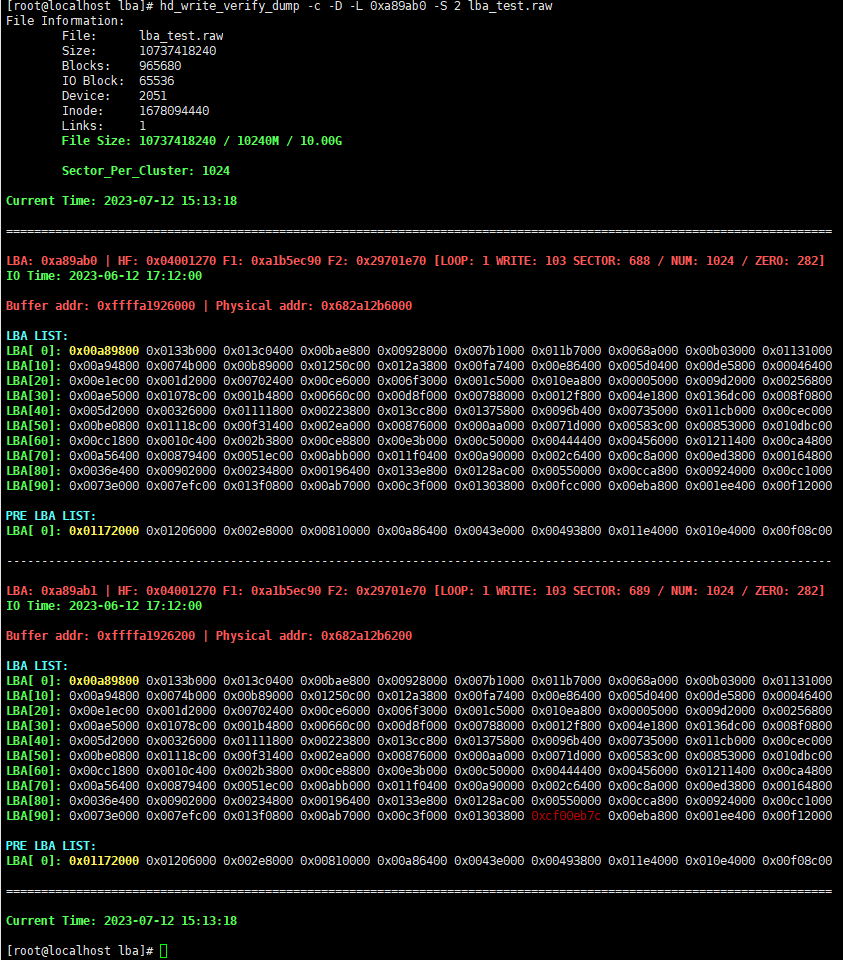 [root@localhost lba]# hd_write_verify_dump -c -D -L 0xa89ab0 -S 2 lba_test.raw
File Information:
File: lba_test.raw
Size: 10737418240
Blocks: 965680
IO Block: 65536
Device: 2051
Inode: 1678094440
Links: 1
File Size: 10737418240 / 10240M / 10.00G
Sector_Per_Cluster: 1024
Current Time: 2023-07-12 15:13:18
LBA: 0xa89ab0 | HF: 0x04001270 F1: 0xa1b5ec90 F2: 0x29701e70 [LOOP: 1 WRITE: 103 SECTOR: 688 / NUM: 1024 / ZERO: 282]
IO Time: 2023-06-12 17:12:00
Buffer addr: 0xffffa1926000 | Physical addr: 0x682a12b6000
LBA LIST:
LBA[ 0]: 0x00a89800 0x0133b000 0x013c0400 0x00bae800 0x00928000 0x007b1000 0x011b7000 0x0068a000 0x00b03000 0x01131000
LBA[10]: 0x00a94800 0x0074b000 0x00b89000 0x01250c00 0x012a3800 0x00fa7400 0x00e86400 0x005d0400 0x00de5800 0x00046400
LBA[20]: 0x00e1ec00 0x001d2000 0x00702400 0x00ce6000 0x006f3000 0x001c5000 0x010ea800 0x00005000 0x009d2000 0x00256800
LBA[30]: 0x00ae5000 0x01078c00 0x001b4800 0x00660c00 0x00d8f000 0x00788000 0x0012f800 0x004e1800 0x0136dc00 0x008f0800
LBA[40]: 0x005d2000 0x00326000 0x01111800 0x00223800 0x013cc800 0x01375800 0x0096b400 0x00735000 0x011cb000 0x00cec000
LBA[50]: 0x00be0800 0x01118c00 0x00f31400 0x002ea000 0x00876000 0x000aa000 0x0071d000 0x00583c00 0x00853000 0x010dbc00
LBA[60]: 0x00cc1800 0x0010c400 0x002b3800 0x00ce8800 0x00e3b000 0x00c50000 0x00444400 0x00456000 0x01211400 0x00ca4800
LBA[70]: 0x00a56400 0x00879400 0x0051ec00 0x00abb000 0x011f0400 0x00a90000 0x002c6400 0x00c8a000 0x00ed3800 0x00164800
LBA[80]: 0x0036e400 0x00902000 0x00234800 0x00196400 0x0133e800 0x0128ac00 0x00550000 0x00cca800 0x00924000 0x00cc1000
LBA[90]: 0x0073e000 0x007efc00 0x013f0800 0x00ab7000 0x00c3f000 0x01303800 0x00fcc000 0x00eba800 0x001ee400 0x00f12000
PRE LBA LIST:
LBA[ 0]: 0x01172000 0x01206000 0x002e8000 0x00810000 0x00a86400 0x0043e000 0x00493800 0x011e4000 0x010e4000 0x00f08c00
LBA: 0xa89ab1 | HF: 0x04001270 F1: 0xa1b5ec90 F2: 0x29701e70 [LOOP: 1 WRITE: 103 SECTOR: 689 / NUM: 1024 / ZERO: 282]
IO Time: 2023-06-12 17:12:00
Buffer addr: 0xffffa1926200 | Physical addr: 0x682a12b6200
LBA LIST:
LBA[ 0]: 0x00a89800 0x0133b000 0x013c0400 0x00bae800 0x00928000 0x007b1000 0x011b7000 0x0068a000 0x00b03000 0x01131000
LBA[10]: 0x00a94800 0x0074b000 0x00b89000 0x01250c00 0x012a3800 0x00fa7400 0x00e86400 0x005d0400 0x00de5800 0x00046400
LBA[20]: 0x00e1ec00 0x001d2000 0x00702400 0x00ce6000 0x006f3000 0x001c5000 0x010ea800 0x00005000 0x009d2000 0x00256800
LBA[30]: 0x00ae5000 0x01078c00 0x001b4800 0x00660c00 0x00d8f000 0x00788000 0x0012f800 0x004e1800 0x0136dc00 0x008f0800
LBA[40]: 0x005d2000 0x00326000 0x01111800 0x00223800 0x013cc800 0x01375800 0x0096b400 0x00735000 0x011cb000 0x00cec000
LBA[50]: 0x00be0800 0x01118c00 0x00f31400 0x002ea000 0x00876000 0x000aa000 0x0071d000 0x00583c00 0x00853000 0x010dbc00
LBA[60]: 0x00cc1800 0x0010c400 0x002b3800 0x00ce8800 0x00e3b000 0x00c50000 0x00444400 0x00456000 0x01211400 0x00ca4800
LBA[70]: 0x00a56400 0x00879400 0x0051ec00 0x00abb000 0x011f0400 0x00a90000 0x002c6400 0x00c8a000 0x00ed3800 0x00164800
LBA[80]: 0x0036e400 0x00902000 0x00234800 0x00196400 0x0133e800 0x0128ac00 0x00550000 0x00cca800 0x00924000 0x00cc1000
LBA[90]: 0x0073e000 0x007efc00 0x013f0800 0x00ab7000 0x00c3f000 0x01303800 0xcf00eb7c 0x00eba800 0x001ee400 0x00f12000
PRE LBA LIST:
LBA[ 0]: 0x01172000 0x01206000 0x002e8000 0x00810000 0x00a86400 0x0043e000 0x00493800 0x011e4000 0x010e4000 0x00f08c00
Current Time: 2023-07-12 15:13:18
[root@localhost lba]#